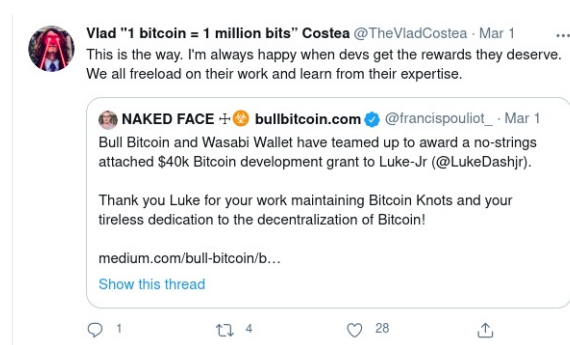 Vlad "1 bitcoin = 1 million bits” Costea @TheVladCostea · Mar 1 ...
This is the way. I'm always happy when devs get the rewards they deserve.
We all freeload on their work and learn from their expertise.
NAKED FACE ☩☣ bullbitcoin.com @francispouliot_ · Mar 1
Bull Bitcoin and Wasabi Wallet have teamed up to award a no-strings
attached $40k Bitcoin development grant to Luke-Jr (@LukeDashjr).
Thank you Luke for your work maintaining Bitcoin Knots and your
tireless dedication to the decentralization of Bitcoin!
medium.com/bull-bitcoin/b…
Show this thread
1 4 28